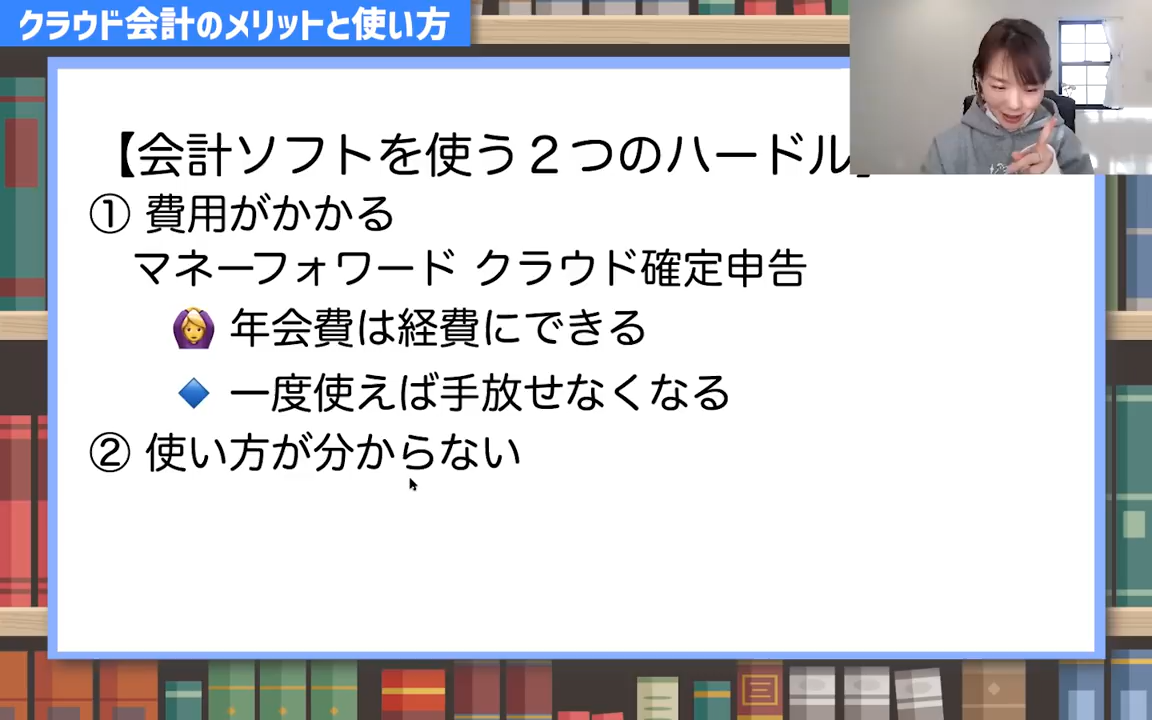 クラウド会計のメリットと使い方
【会計ソフトを使う２つのハードル】
① 費用がかかる
マネーフォワード クラウド確定申告
🙆‍♀️ 年会費は経費にできる
🔷 一度使えば手放せなくなる
② 使い方が分からない